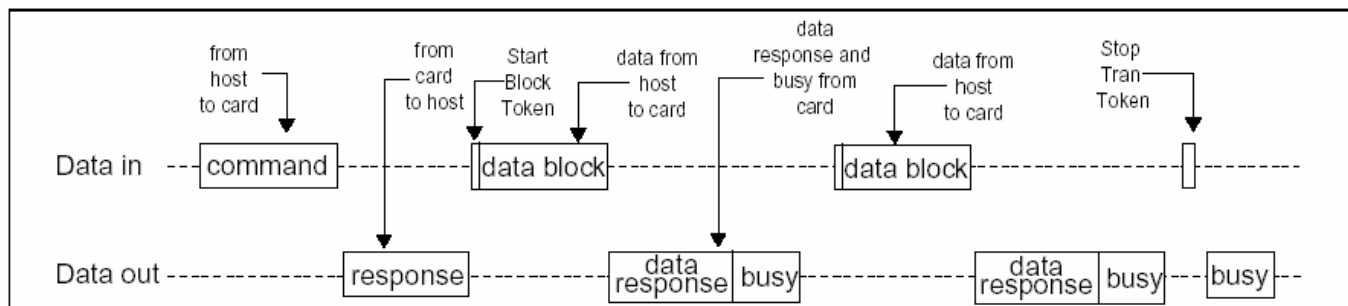 from
host
to card
from
card
to host
Start
Block
Token
data from
host
to card
data
response and
busy from
card
data from
host
to card
Stop
Tran
Token
Data in
command
data block
data block
Data out
response
data
response
busy
data
response
busy
busy